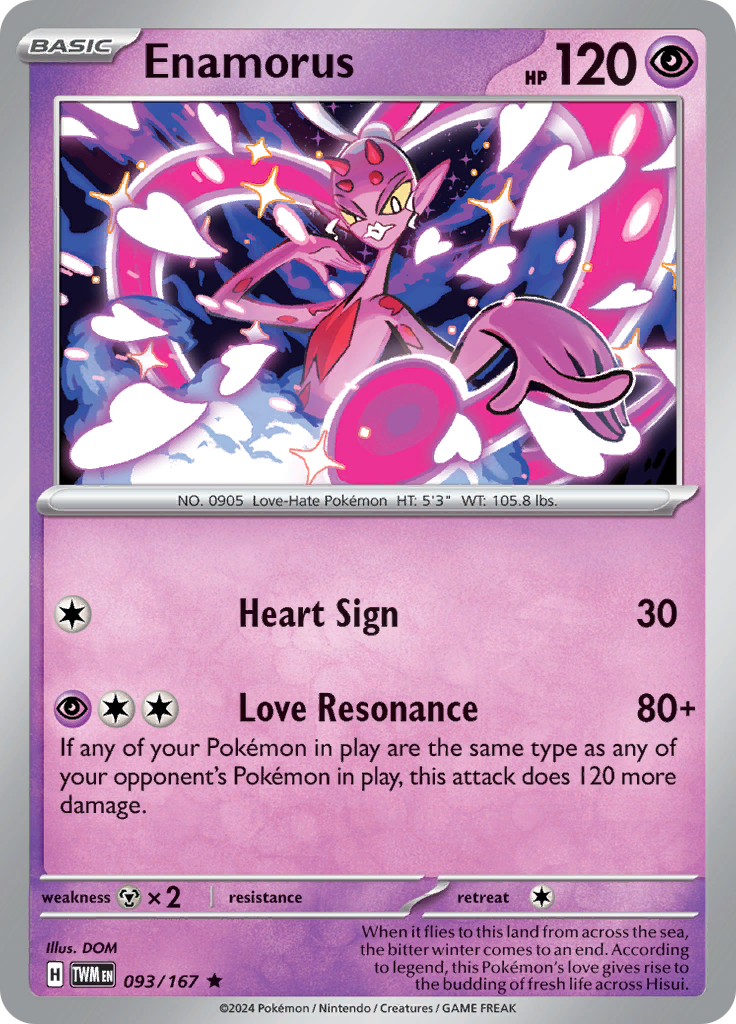 BASIC
Enamorus
HP 120
NO. 0905 Love-Hate Pokémon HT: 5'3" WT: 105.8 lbs.
Heart Sign 30
Love Resonance 80+
If any of your Pokémon in play are the same type as any of
your opponent's Pokémon in play, this attack does 120 more
damage.
weakness ×2 resistance retreat
When it flies to this land from across the sea,
the bitter winter comes to an end. According
to legend, this Pokémon's love gives rise to
the budding of fresh life across Hisui.
Illus. DOM
H TWM EN 093/167 ★
©2024 Pokémon / Nintendo / Creatures / GAME FREAK